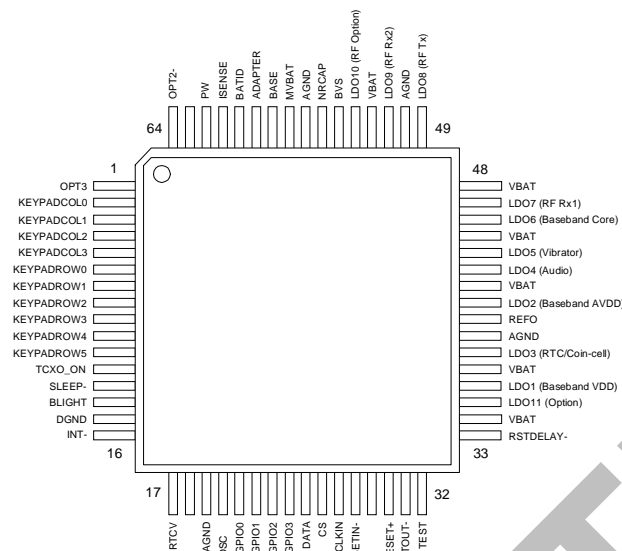 OPT2-
PW
ISENSE
BATID
ADAPTER
BASE
MVBAT
AGND
NRCAP
BVS
LDO10 (RF Option)
VBAT
LDO9 (RF Rx2)
AGND
LDO8 (RF Tx)
64
49
1
48
OPT3
KEYPADCOL0
KEYPADCOL1
KEYPADCOL2
KEYPADCOL3
KEYPADROW0
KEYPADROW1
KEYPADROW2
KEYPADROW3
KEYPADROW4
KEYPADROW5
TCXO_ON
SLEEP-
BLIGHT
DGND
INT-
VBAT
LDO7 (RF Rx1)
LDO6 (Baseband Core)
VBAT
LDO5 (Vibrator)
LDO4 (Audio)
VBAT
LDO2 (Baseband AVDD)
REFO
AGND
LDO3 (RTC/Coin-cell)
VBAT
LDO1 (Baseband VDD)
LDO11 (Option)
VBAT
RSTDELAY-
16
33
17
32
RTCV
AGND
OSC
GPIO0
GPIO1
GPIO2
GPIO3
DATA
CS
CLKIN
ETIN-
ESET+
TOUT-
TEST